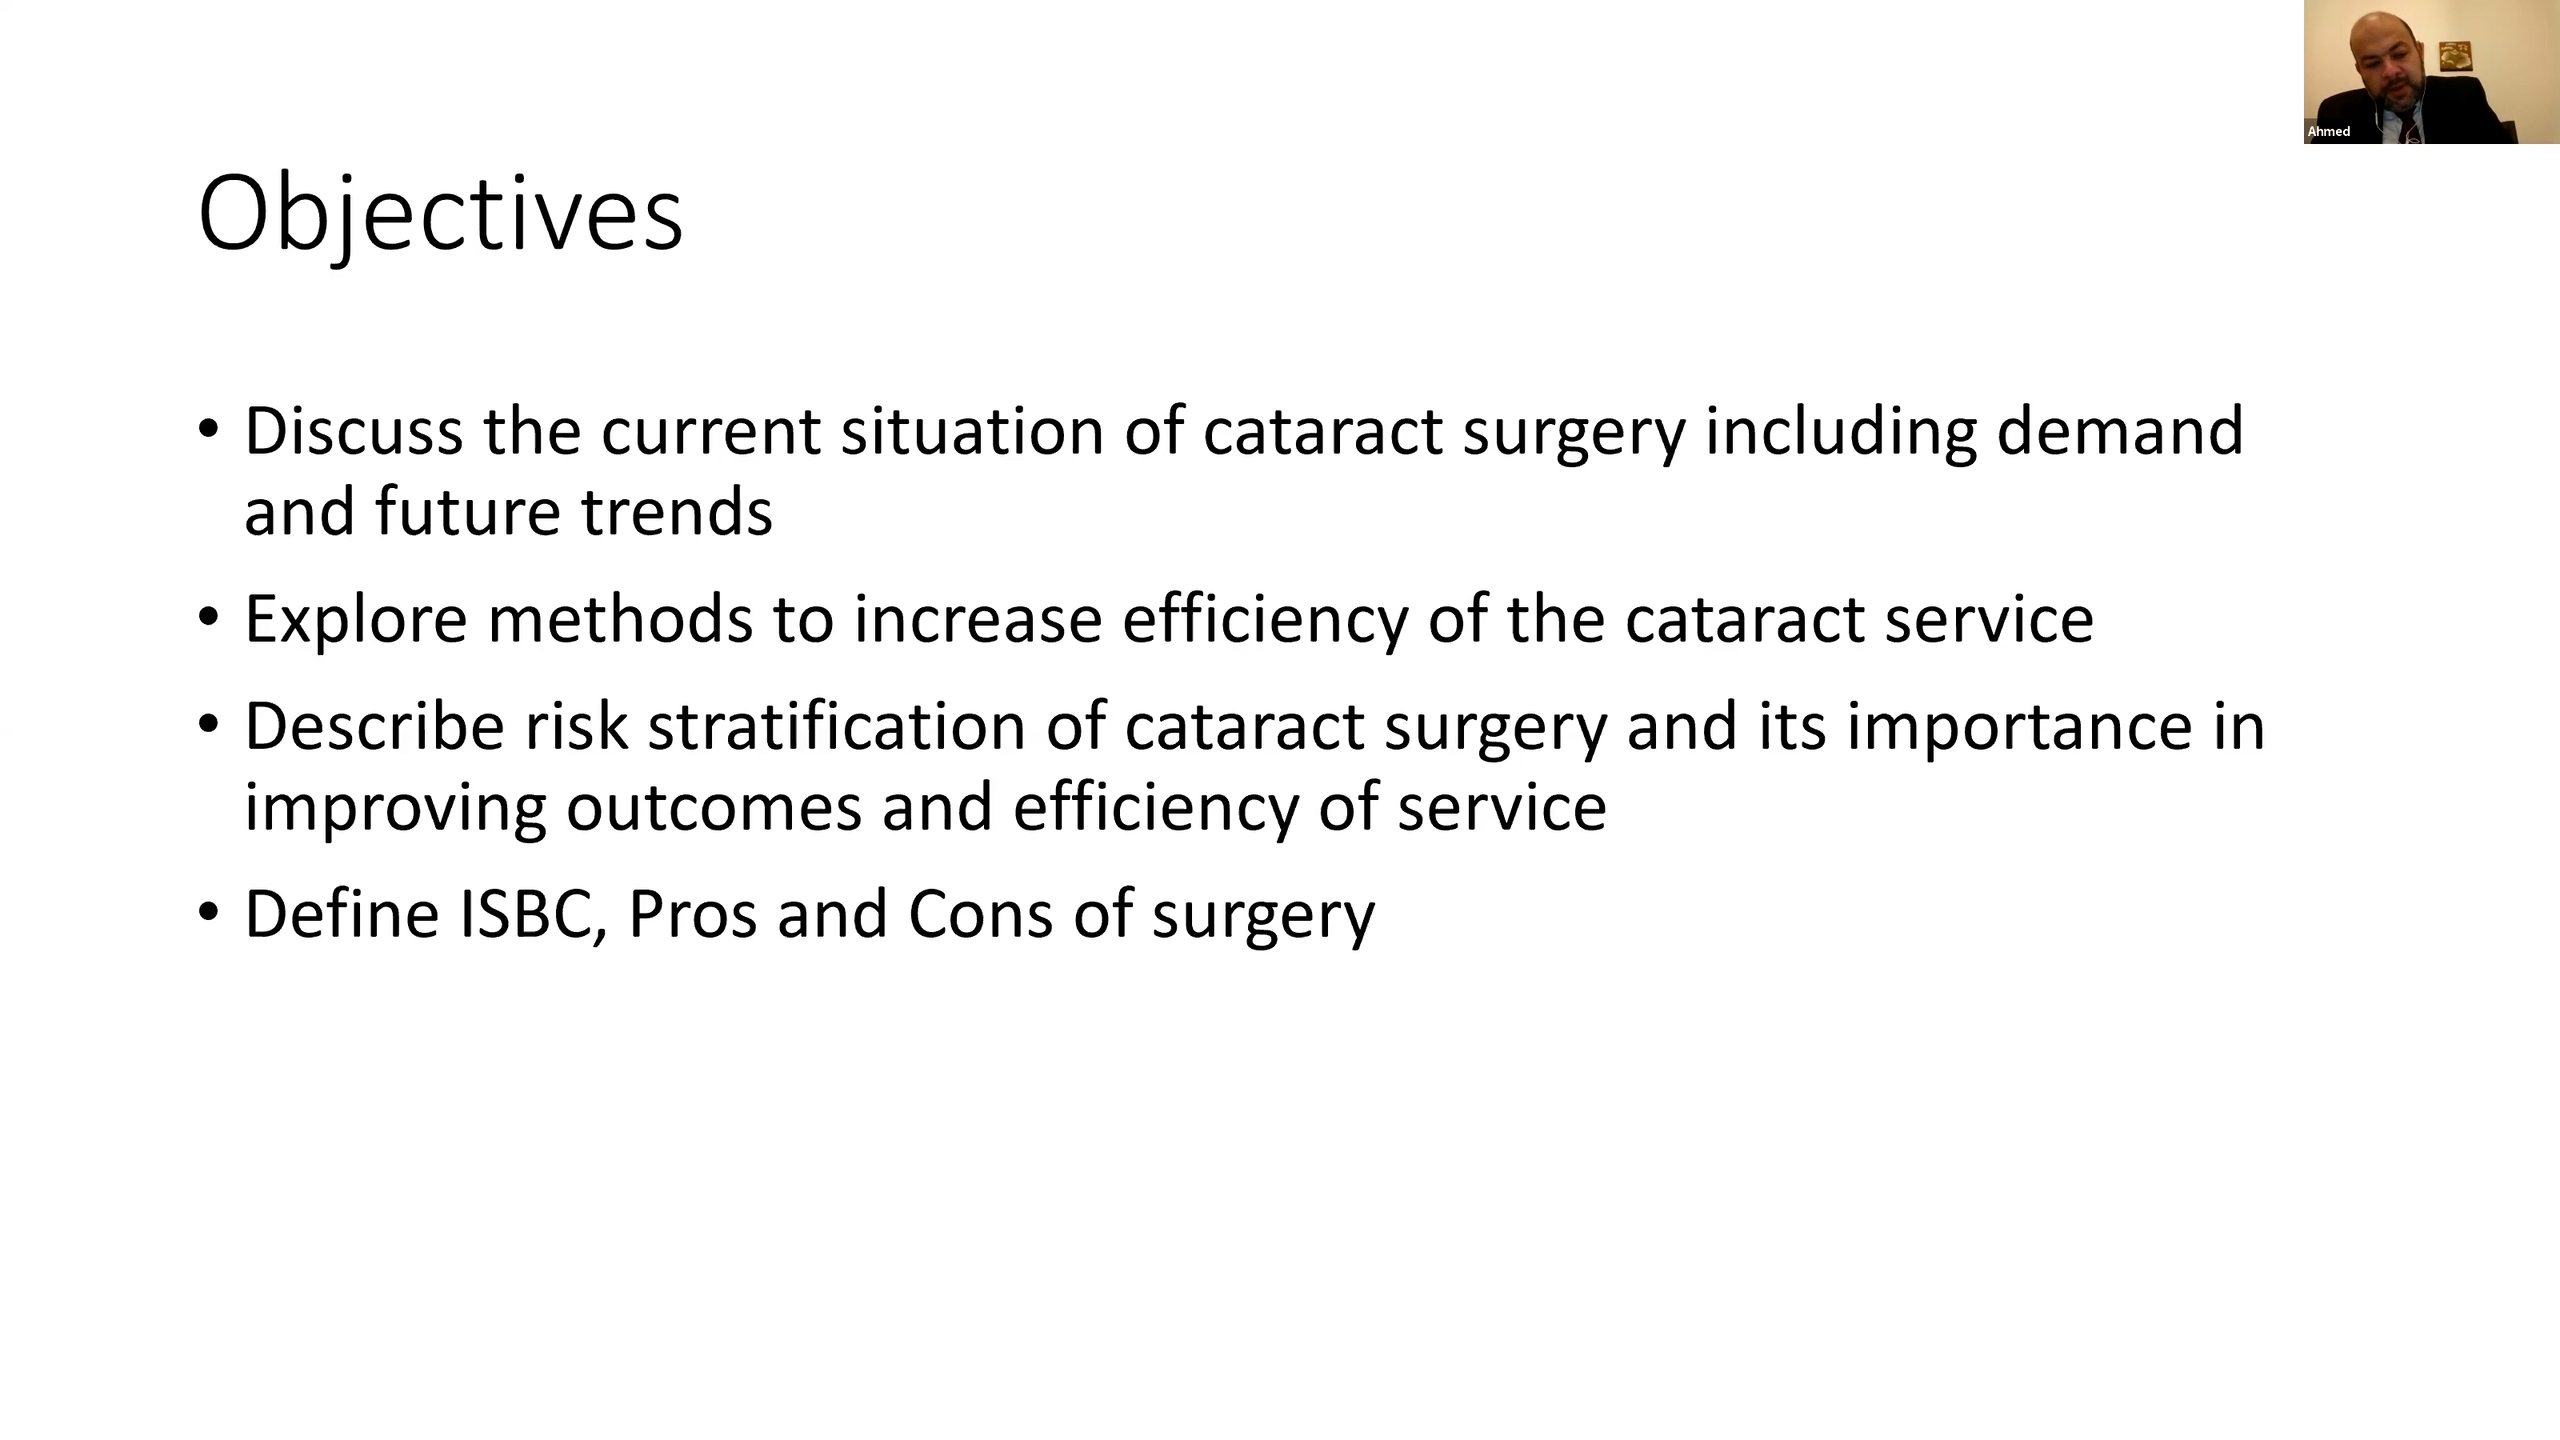 Ahmed
Objectives
• Discuss the current situation of cataract surgery including demand
and future trends
• Explore methods to increase efficiency of the cataract service
• Describe risk stratification of cataract surgery and its importance in
improving outcomes and efficiency of service
• Define ISBC, Pros and Cons of surgery